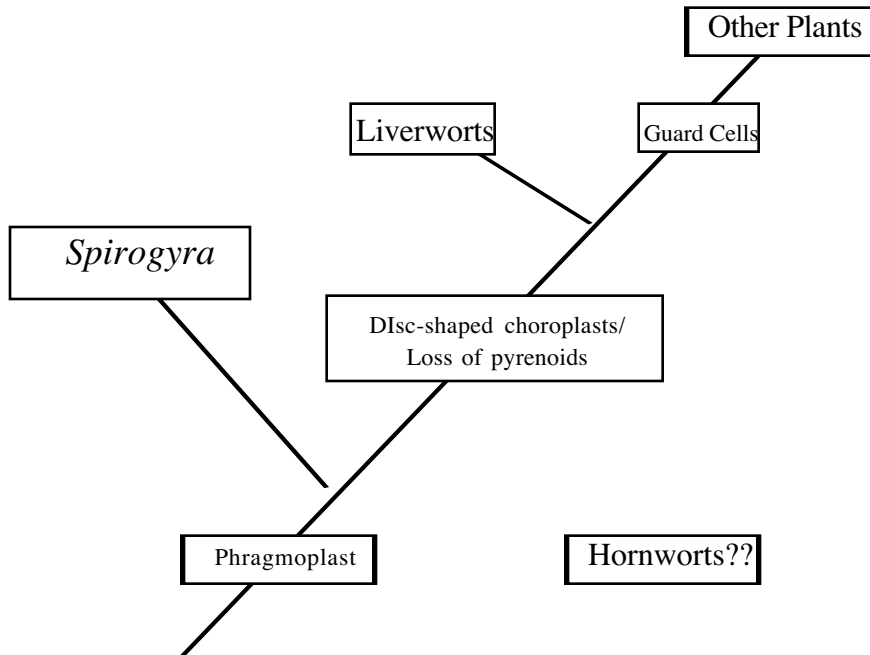 Other Plants
Liverworts
Guard Cells
Spirogyra
DIsc-shaped choroplasts/
Loss of pyrenoids
Phragmoplast
Hornworts??